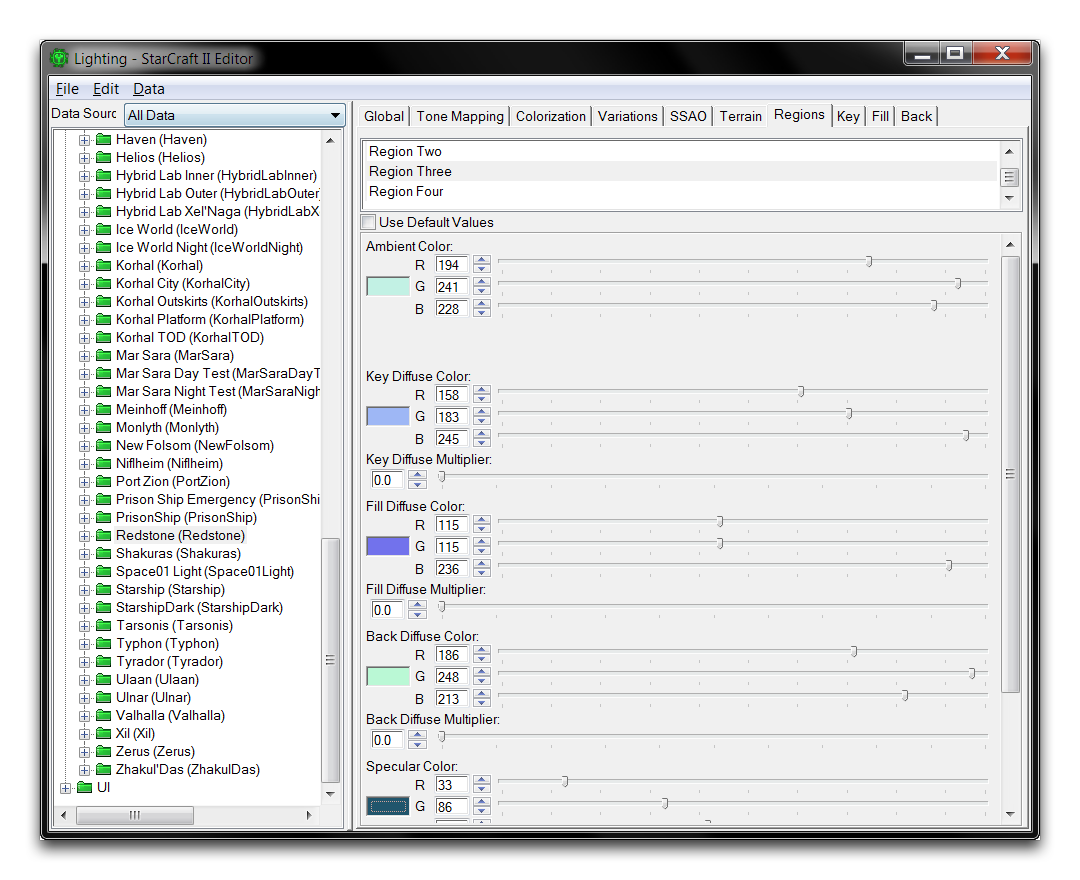 Lighting - StarCraft II Editor
File Edit Data
Data Sourc All Data
Haven (Haven)
Helios (Helios)
Hybrid Lab Inner (HybridLabInner)
Hybrid Lab Outer (HybridLabOuter
Hybrid Lab Xel'Naga (HybridLabX
Ice World (IceWorld)
Ice World Night (IceWorldNight)
Korhal (Korhal)
Korhal City (KorhalCity)
Korhal Outskirts (KorhalOutskirts)
Korhal Platform (KorhalPlatform)
Korhal TOD (KorhalTOD)
Mar Sara (MarSara)
Mar Sara Day Test (MarSaraDayT
Mar Sara Night Test (MarSaraNigh
Meinhoff (Meinhoff)
Monlyth (Monlyth)
New Folsom (NewFolsom)
Niflheim (Niflheim)
Port Zion (PortZion)
Prison Ship Emergency (PrisonShi
PrisonShip (PrisonShip)
Redstone (Redstone)
Shakuras (Shakuras)
Space01 Light (Space01Light)
Starship (Starship)
StarshipDark (StarshipDark)
Tarsonis (Tarsonis)
Typhon (Typhon)
Tyrador (Tyrador)
Ulaan (Ulaan)
Ulnar (Ulnar)
Valhalla (Valhalla)
Xil (Xil)
Zerus (Zerus)
Zhakul'Das (ZhakulDas)
UI
Global Tone Mapping Colorization Variations SSAO Terrain Regions Key Fill Back
Region Two
Region Three
Region Four
Use Default Values
Ambient Color:
R 194
G 241
B 228
Key Diffuse Color:
R 158
G 183
B 245
Key Diffuse Multiplier:
0.0
Fill Diffuse Color:
R 115
G 115
B 236
Fill Diffuse Multiplier:
0.0
Back Diffuse Color:
R 186
G 248
B 213
Back Diffuse Multiplier:
0.0
Specular Color:
R 33
G 86